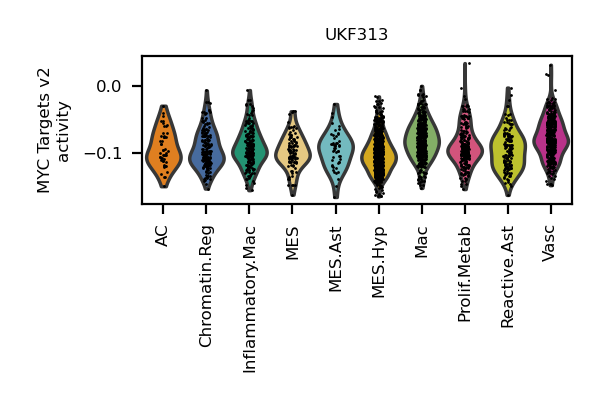 UKF313
MYC Targets v2
activity
0.0
−0.1
AC
Chromatin.Reg
Inflammatory.Mac
MES
MES.Ast
MES.Hyp
Mac
Prolif.Metab
Reactive.Ast
Vasc